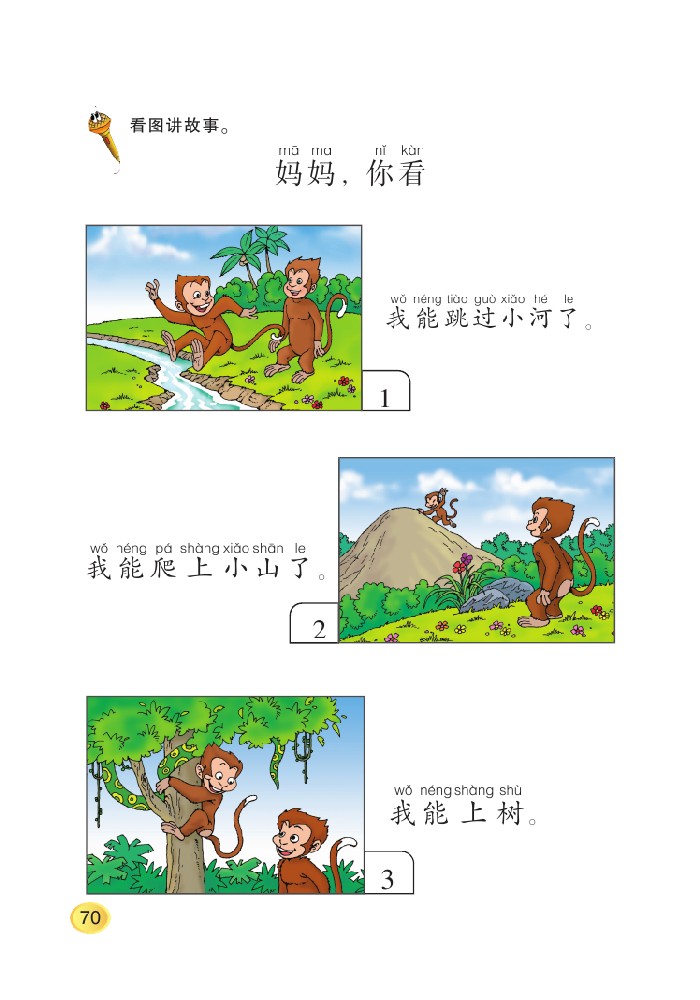 看图讲故事。
mā ma nǐ kàn
妈妈，你看
wǒ néng tiào guò xiǎo hé le
我能跳过小河了。
1
wǒ néng pá shàng xiǎo shān le
我能爬上小山了。
2
wǒ néng shàng shù
我能上树。
3
70